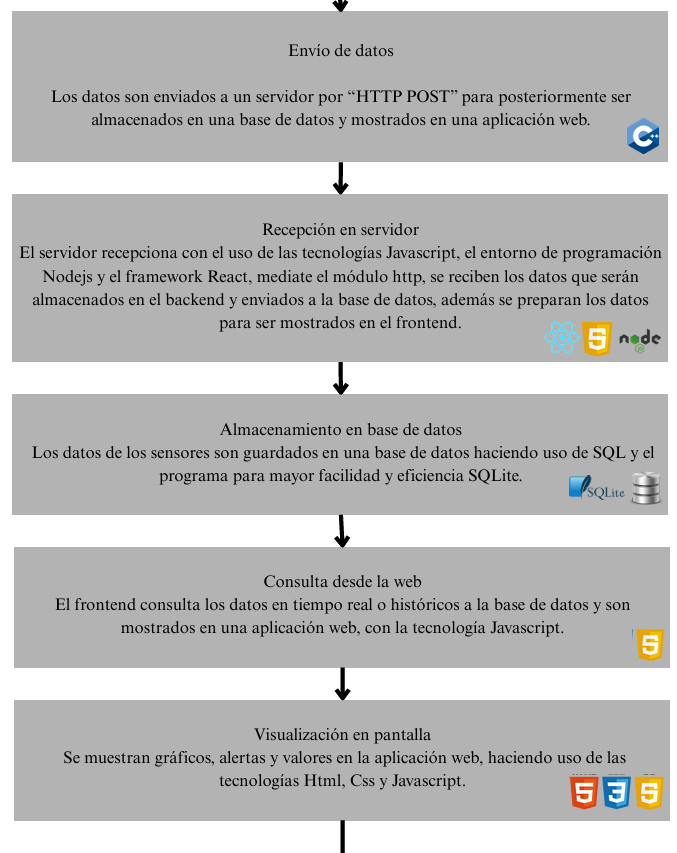 Envío de datos
Los datos son enviados a un servidor por “HTTP POST” para posteriormente ser
almacenados en una base de datos y mostrados en una aplicación web.
C++
Recepción en servidor
El servidor recepciona con el uso de las tecnologías Javascript, el entorno de programación
Nodejs y el framework React, mediate el módulo http, se reciben los datos que serán
almacenados en el backend y enviados a la base de datos, además se preparan los datos
para ser mostrados en el frontend.
node
JS
Almacenamiento en base de datos
Los datos de los sensores son guardados en una base de datos haciendo uso de SQL y el
programa para mayor facilidad y eficiencia SQLite.
SQLite
Consulta desde la web
El frontend consulta los datos en tiempo real o históricos a la base de datos y son
mostrados en una aplicación web, con la tecnología Javascript.
Visualización en pantalla
Se muestran gráficos, alertas y valores en la aplicación web, haciendo uso de las
tecnologías Html, Css y Javascript.
5 3